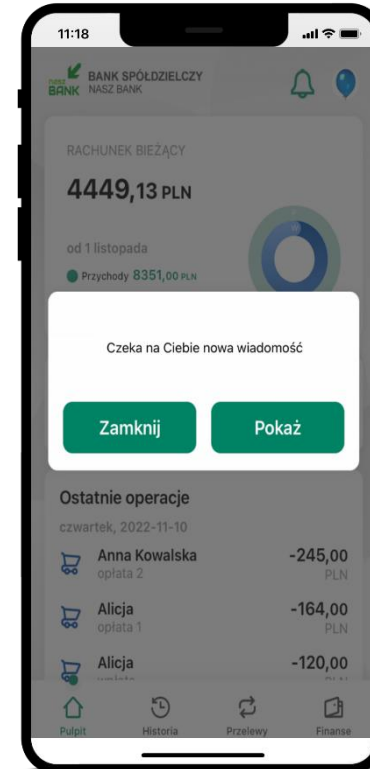 11:18
NASZ
BANK
BANK SPÓŁDZIELCZY
NASZ BANK
RACHUNEK BIEŻĄCY
4449,13 PLN
od 1 listopada
Przychody 8351,00 PLN
Czeka na Ciebie nowa wiadomość
Zamknij
Pokaż
Ostatnie operacje
czwartek, 2022-11-10
Anna Kowalska -245,00
opłata 2 PLN
Alicja -164,00
opłata 1 PLN
Alicja -120,00
Pulpit Historia Przelewy Finanse